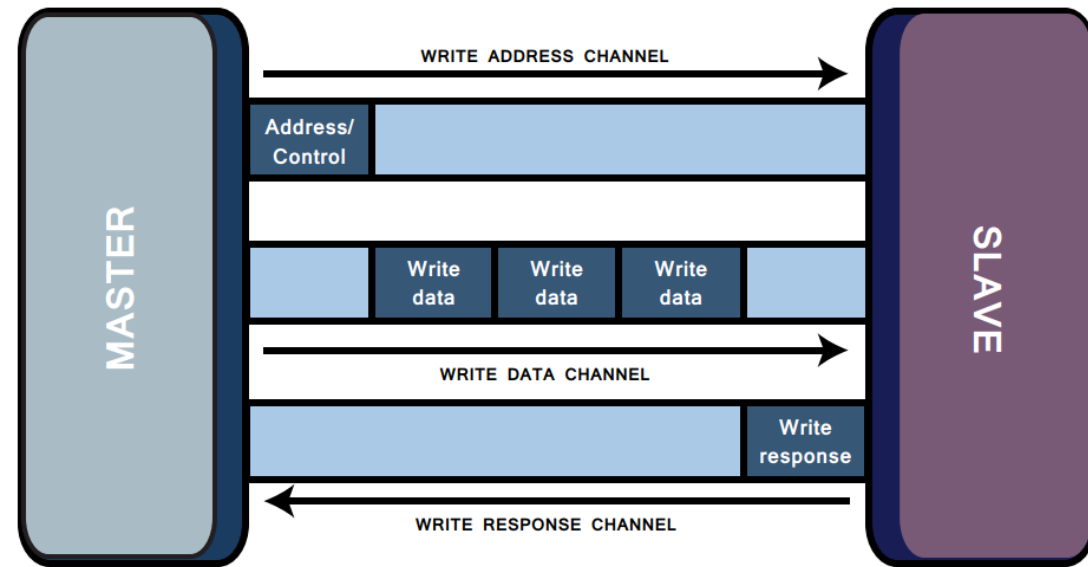 WRITE ADDRESS CHANNEL
Address/
Control
MASTER
SLAVE
Write
data
Write
data
Write
data
WRITE DATA CHANNEL
Write
response
WRITE RESPONSE CHANNEL